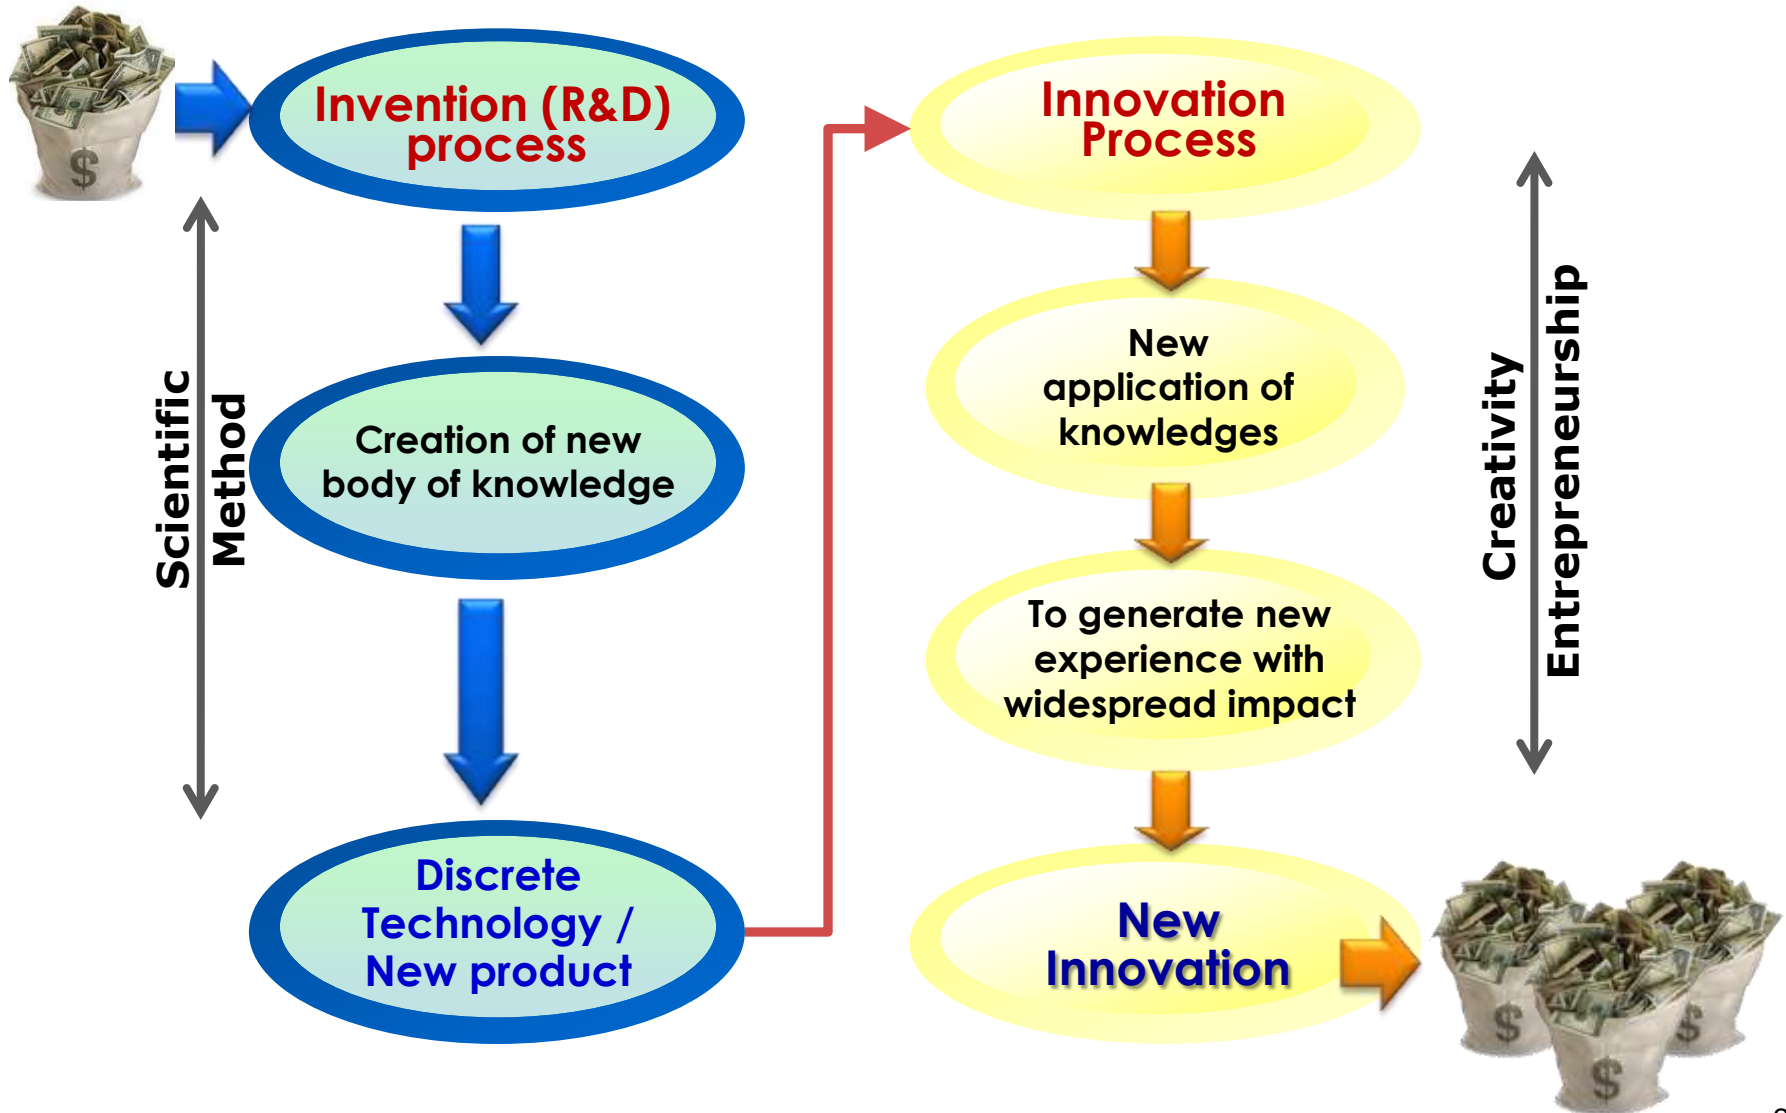 Invention (R&D)
process
Scientific
Method
Creation of new
body of knowledge
Discrete
Technology /
New product
Innovation
Process
New
application of
knowledges
To generate new
experience with
widespread impact
New
Innovation
Creativity
Entrepreneurship
$
$
$
$